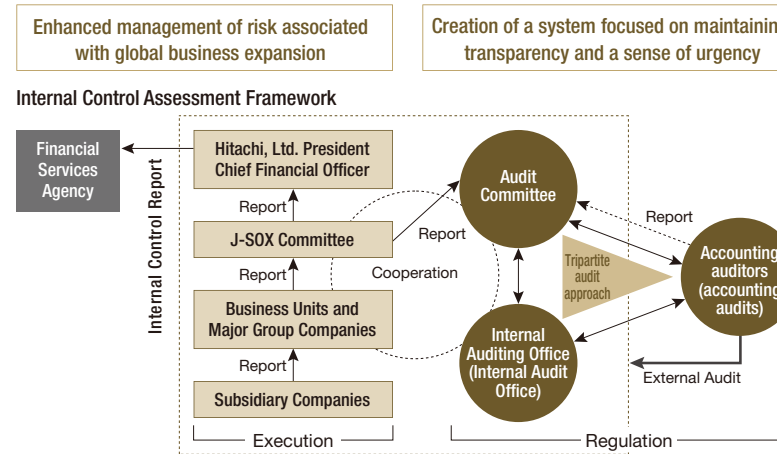 Enhanced management of risk associated
with global business expansion
Creation of a system focused on maintainin
transparency and a sense of urgency
Internal Control Assessment Framework
Financial
Services
Agency
Internal Control Report
Hitachi, Ltd. President
Chief Financial Officer
Report
J-SOX Committee
Report
Business Units and
Major Group Companies
Report
Subsidiary Companies
Execution
Report
Cooperation
Audit
Committee
Tripartite
audit
approach
Internal
Auditing Office
(Internal Audit
Office)
Report
Accounting
auditors
(accounting
audits)
External Audit
Regulation